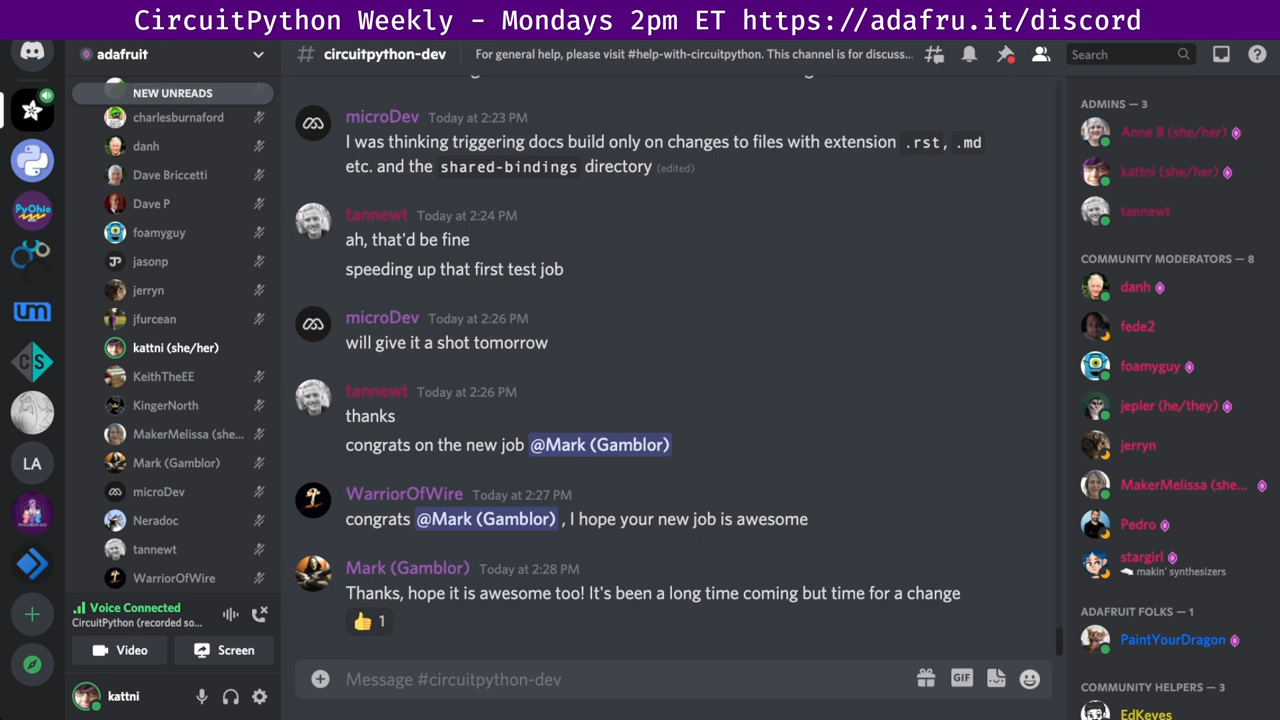 CircuitPython Weekly - Mondays 2pm ET https://adafru.it/discord
adafruit
NEW UNREADS
charlesburnaford
danh
Dave Briccetti
Dave P
foamyguy
jasonp
jerryn
jfurcean
kattni (she/her)
KeithTheEE
KingerNorth
MakerMelissa (she...
Mark (Gamblor)
microDev
Neradoc
tannewt
WarriorOfWire
Voice Connected
CircuitPython (recorded so...
Video
Screen
kattni
LA
PyOhio
CS
# circuitpython-dev
For general help, please visit #help-with-circuitpython. This channel is for discuss...
Search
microDev Today at 2:23 PM
I was thinking triggering docs build only on changes to files with extension .rst, .md
etc. and the shared-bindings directory (edited)
tannewt Today at 2:24 PM
ah, that'd be fine
speeding up that first test job
microDev Today at 2:26 PM
will give it a shot tomorrow
tannewt Today at 2:26 PM
thanks
congrats on the new job @Mark (Gamblor)
WarriorOfWire Today at 2:27 PM
congrats @Mark (Gamblor) , I hope your new job is awesome
Mark (Gamblor) Today at 2:28 PM
Thanks, hope it is awesome too! It's been a long time coming but time for a change
👍 1
Message #circuitpython-dev
GIF
ADMINS — 3
Anne B (she/her)
kattni (she/her)
tannewt
COMMUNITY MODERATORS — 8
danh
fede2
foamyguy
jepler (he/they)
jerryn
MakerMelissa (she...
Pedro
stargirl
makin' synthesizers
ADAFRUIT FOLKS — 1
PaintYourDragon
COMMUNITY HELPERS — 3
EdKeyes